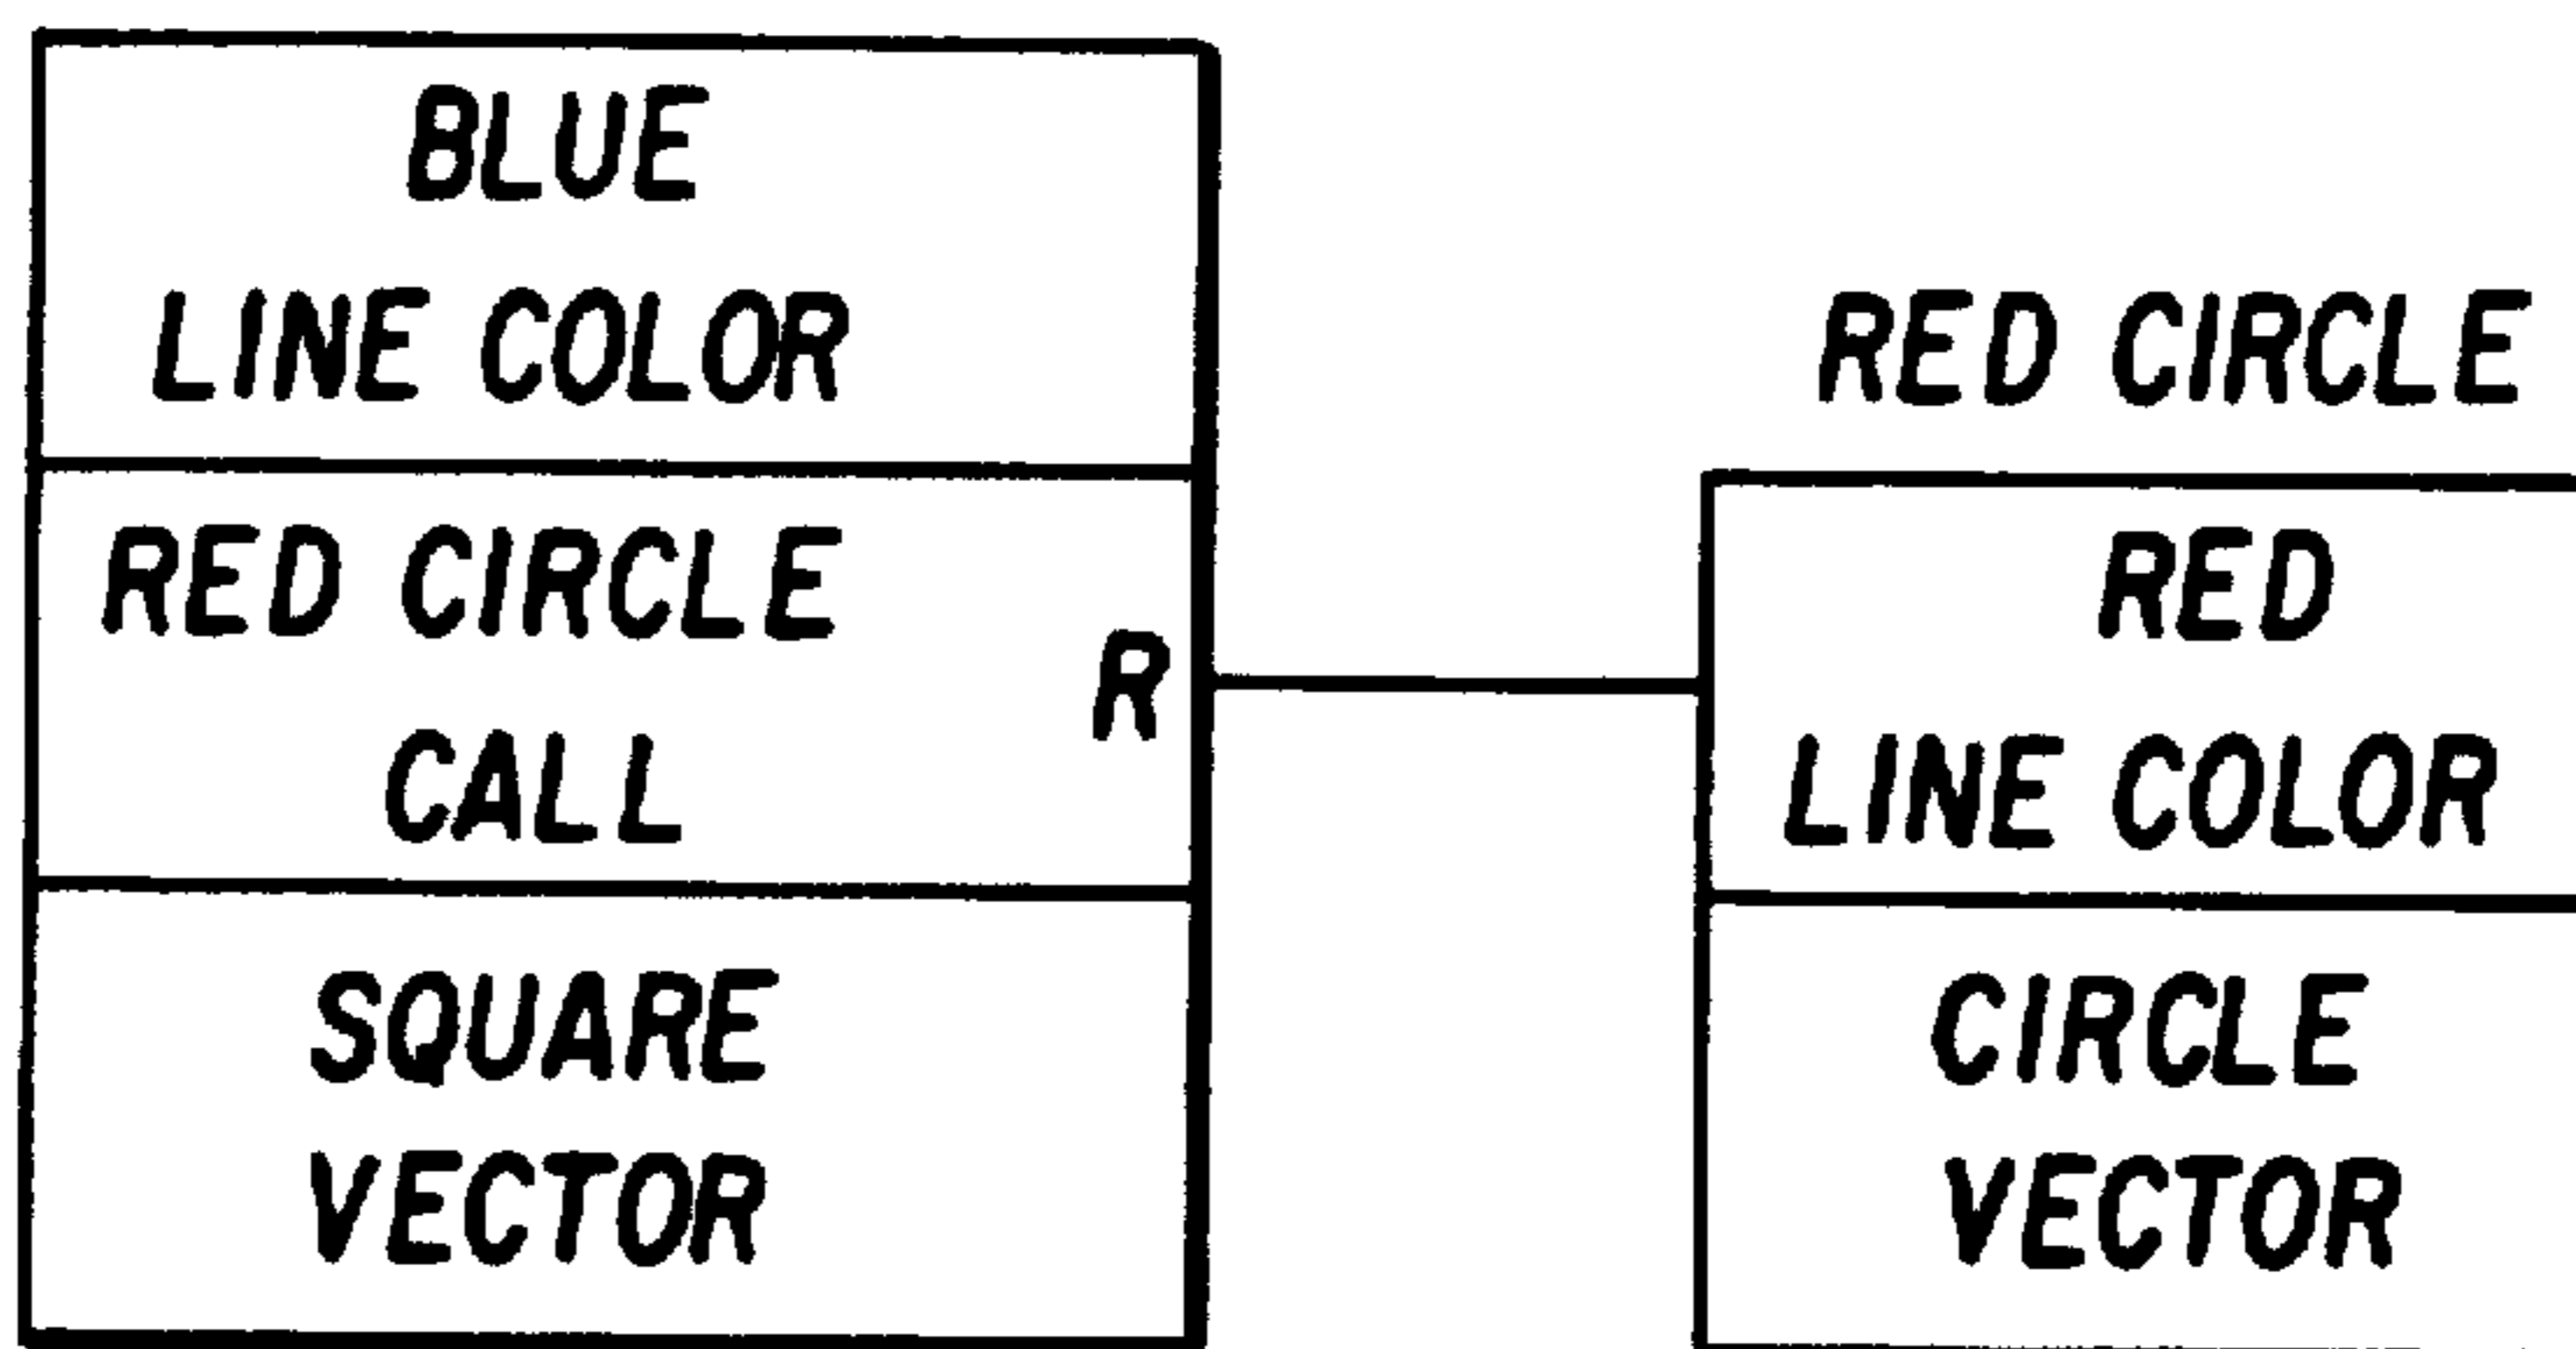 BLUE
LINE COLOR
RED CIRCLE
CALL
R
SQUARE
VECTOR
RED CIRCLE
RED
LINE COLOR
CIRCLE
VECTOR